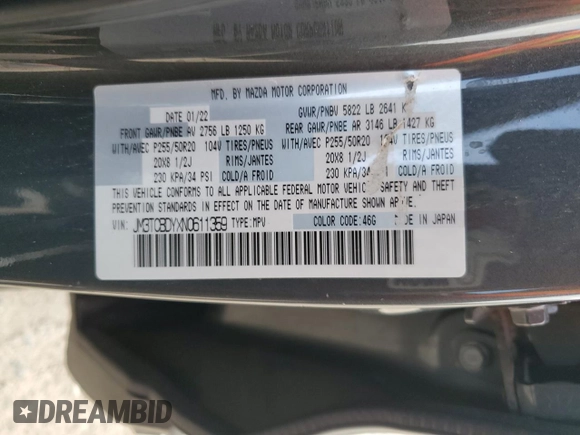 MFD. BY MAZDA MOTOR CORPORATION
DATE 01/22 GVWR/PNBV 5822 LB 2641 K
FRONT GAWR/PNBE AV 2756 LB 1250 KG REAR GAWR/PNBE AR 3146 LB 1427 KG
WITH/AVEC P255/50R20 104V TIRES/PNEUS WITH/AVEC P255/50R20 104V TIRES/PNEUS
20X8 1/2J RIMS/JANTES 20X8 1/2J RIMS/JANTES
230 KPA/34 PSI COLD/A FROID 230 KPA/34 COLD/A FROID
THIS VEHICLE CONFORMS TO ALL APPLICABLE FEDERAL MOTOR VEHICLE SAFETY AND THEFT PREVENTION
STANDARDS IN EFFECT ON THE DATE OF MANUFACTURE SHOWN ABOVE.
VIN: JM3TCBDYXN0611369 TYPE:MPV COLOR CODE:46G MADE IN JAPAN
DREAMBID